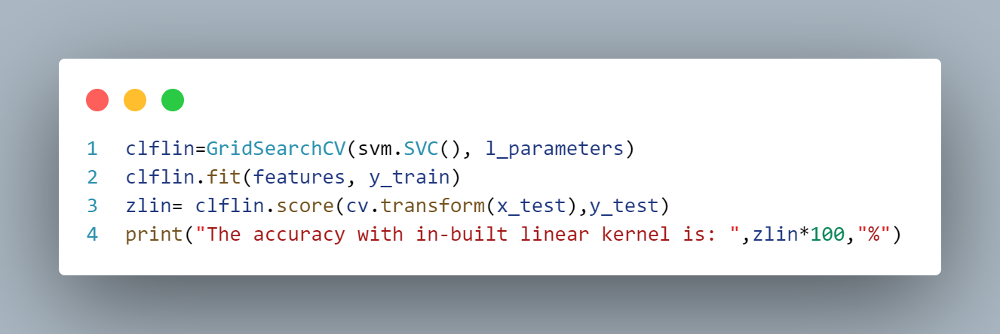 1 clflin=GridSearchCV(svm.SVC(), l_parameters)
2 clflin.fit(features, y_train)
3 zlin= clflin.score(cv.transform(x_test),y_test)
4 print("The accuracy with in-built linear kernel is: ",zlin*100,"%")